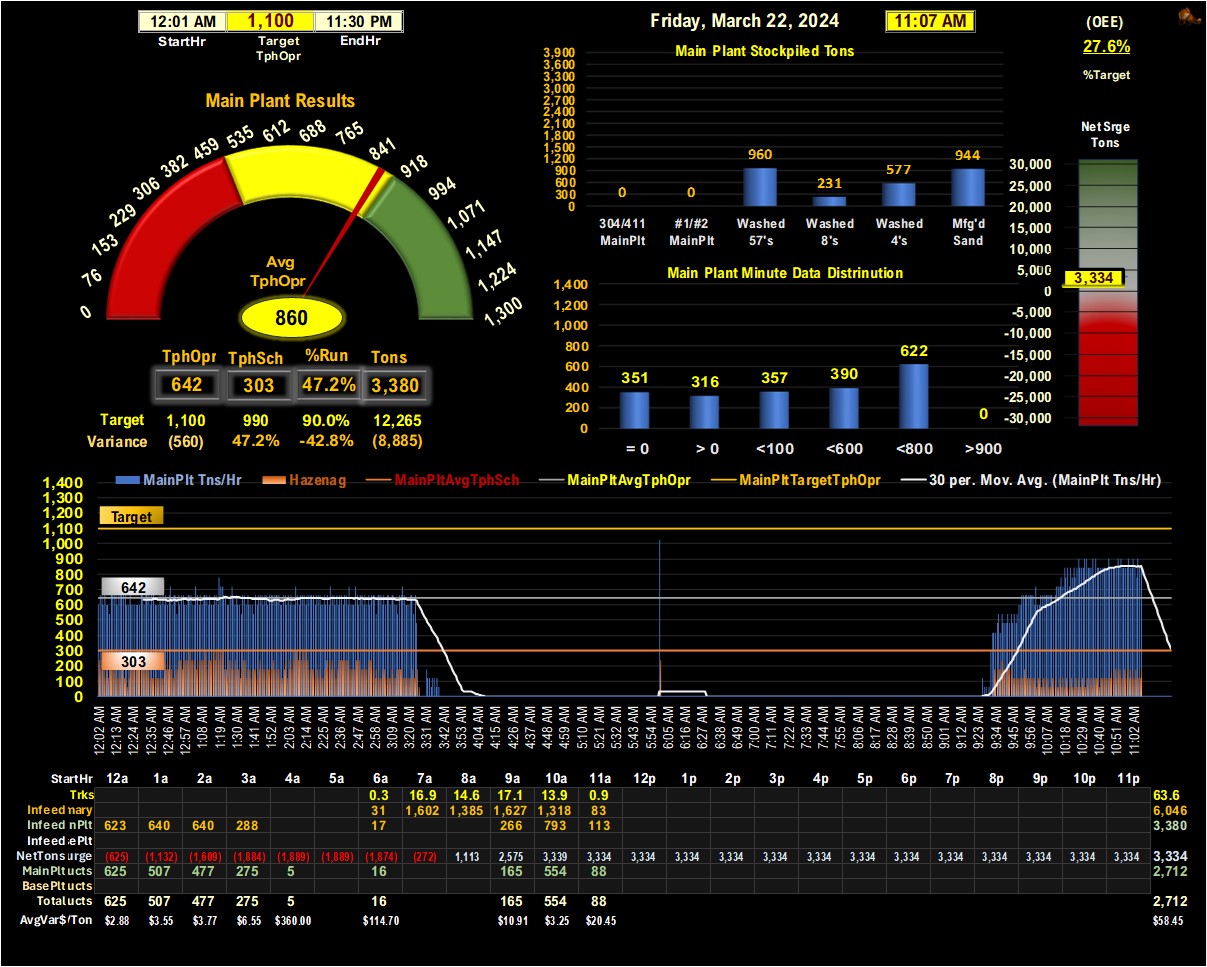 12:01 AM 1,100 11:30 PM
StartHr Target TphOpr EndHr
Friday, March 22, 2024 11:07 AM
(OEE)
27.6%
%Target
Main Plant Results
0 76 153 229 306 382 459 535 612 688 765 841 918 994 1,071 1,147 1,224 1,300
Avg
TphOpr
860
TphOpr TphSch %Run Tons
642 303 47.2% 3,380
Target 1,100 990 90.0% 12,265
Variance (560) 47.2% -42.8% (8,885)
Main Plant Stockpiled Tons
3,900
3,600
3,300
3,000
2,700
2,400
2,100
1,800
1,500
1,200
900
600
300
0
0 0 960 231 577 944
304/411 #1/#2 Washed Washed Washed Mfg'd
MainPlt MainPlt 57's 8's 4's Sand
Main Plant Minute Data Distrinution
1,400
1,200
1,000
800
600
400
200
0
351 316 357 390 622 0
= 0 > 0 <100 <600 <800 >900
Net Srge
Tons
30,000
25,000
20,000
15,000
10,000
5,000
3,334
0
-5,000
-10,000
-15,000
-20,000
-25,000
-30,000
MainPlt Tns/Hr Hazenag MainPltAvgTphSch MainPltAvgTphOpr MainPltTargetTphOpr 30 per. Mov. Avg. (MainPlt Tns/Hr)
1,400
1,300
1,200
1,100
1,000
900
800
700
600
500
400
300
200
100
0
Target
642
303
12:02 AM 12:13 AM 12:24 AM 12:35 AM 12:46 AM 12:57 AM 1:08 AM 1:19 AM 1:30 AM 1:41 AM 1:52 AM 2:03 AM 2:14 AM 2:25 AM 2:36 AM 2:47 AM 2:58 AM 3:09 AM 3:20 AM 3:31 AM 3:42 AM 3:53 AM 4:04 AM 4:15 AM 4:26 AM 4:37 AM 4:48 AM 4:59 AM 5:10 AM 5:21 AM 5:32 AM 5:43 AM 5:54 AM 6:05 AM 6:16 AM 6:27 AM 6:38 AM 6:49 AM 7:00 AM 7:11 AM 7:22 AM 7:33 AM 7:44 AM 7:55 AM 8:06 AM 8:17 AM 8:28 AM 8:39 AM 8:50 AM 9:01 AM 9:12 AM 9:23 AM 9:34 AM 9:45 AM 9:56 AM 10:07 AM 10:18 AM 10:29 AM 10:40 AM 10:51 AM 11:02 AM
StartHr 12a 1a 2a 3a 4a 5a 6a 7a 8a 9a 10a 11a 12p 1p 2p 3p 4p 5p 6p 7p 8p 9p 10p 11p
Trks 0.3 16.9 14.6 17.1 13.9 0.9 63.6
Infeed nary 31 1,602 1,385 1,627 1,318 83 6,046
Infeed nPlt 623 640 640 288 17 266 793 113 3,380
Infeed ePlt
NetTons urge (625) (1,132) (1,609) (1,884) (1,889) (1,889) (1,874) (272) 1,113 2,575 3,339 3,334 3,334 3,334 3,334 3,334 3,334 3,334 3,334 3,334 3,334 3,334 3,334 3,334 3,334
MainPlt ucts 625 507 477 275 5 16 165 554 88 2,712
BasePlt ucts
Total ucts 625 507 477 275 5 16 165 554 88 2,712
AvgVar$/Ton $2.88 $3.55 $3.77 $6.55 $360.00 $114.70 $10.91 $3.25 $20.45 $58.45